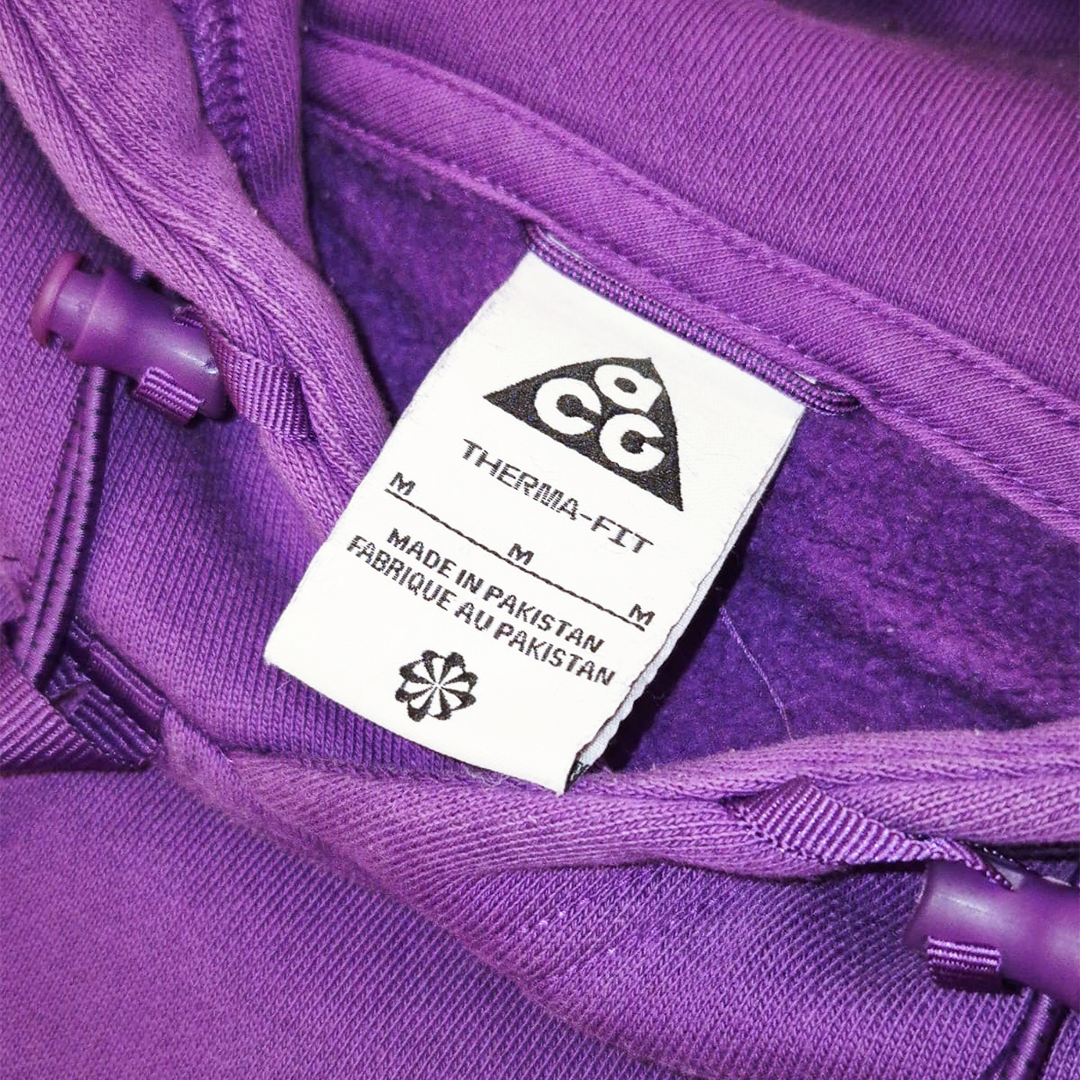 aCG
THERMA-FIT
M M M
MADE IN PAKISTAN
FABRIQUE AU PAKISTAN